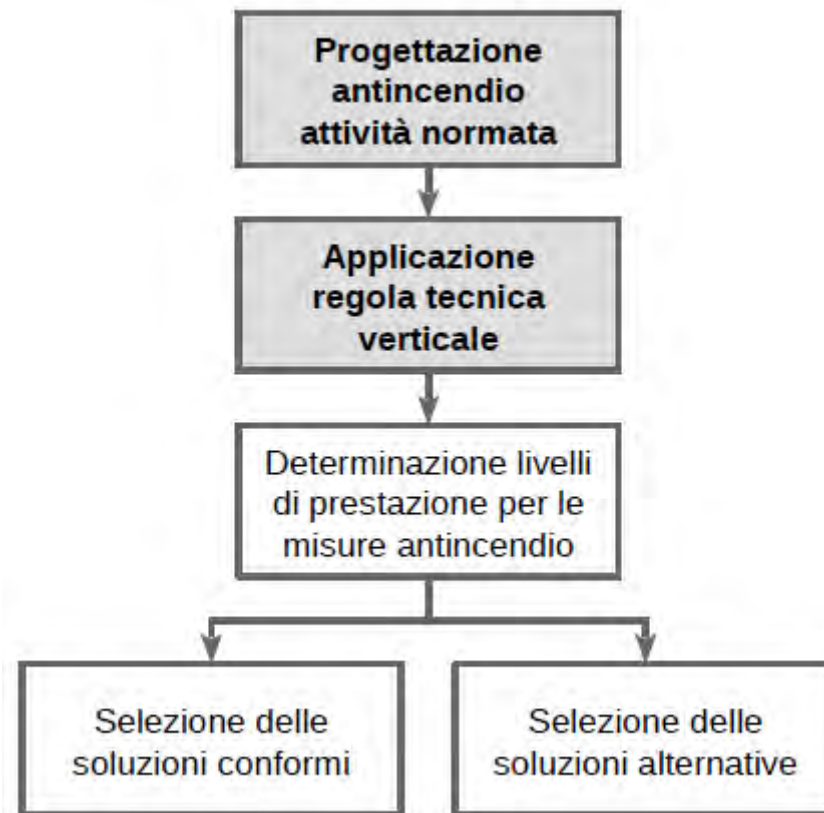 Progettazione
antincendio
attività normata
Applicazione
regola tecnica
verticale
Determinazione livelli
di prestazione per le
misure antincendio
Selezione delle
soluzioni conformi
Selezione delle
soluzioni alternative